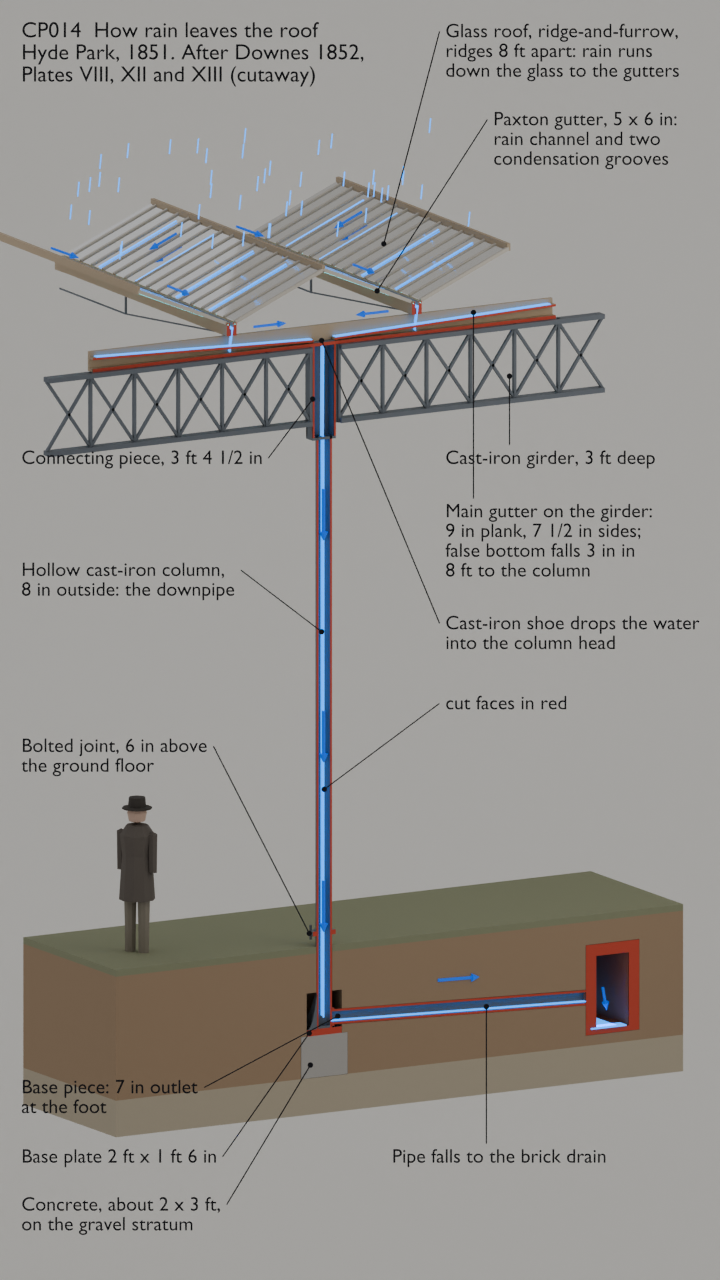 CP014 How rain leaves the roof
Hyde Park, 1851. After Downes 1852,
Plates VIII, XII and XIII (cutaway)
Glass roof, ridge-and-furrow,
ridges 8 ft apart: rain runs
down the glass to the gutters
Paxton gutter, 5 x 6 in:
rain channel and two
condensation grooves
Connecting piece, 3 ft 4 1/2 in
Cast-iron girder, 3 ft deep
Main gutter on the girder:
9 in plank, 7 1/2 in sides;
false bottom falls 3 in in
8 ft to the column
Hollow cast-iron column,
8 in outside: the downpipe
Cast-iron shoe drops the water
into the column head
cut faces in red
Bolted joint, 6 in above
the ground floor
Base piece: 7 in outlet
at the foot
Base plate 2 ft x 1 ft 6 in
Pipe falls to the brick drain
Concrete, about 2 x 3 ft,
on the gravel stratum